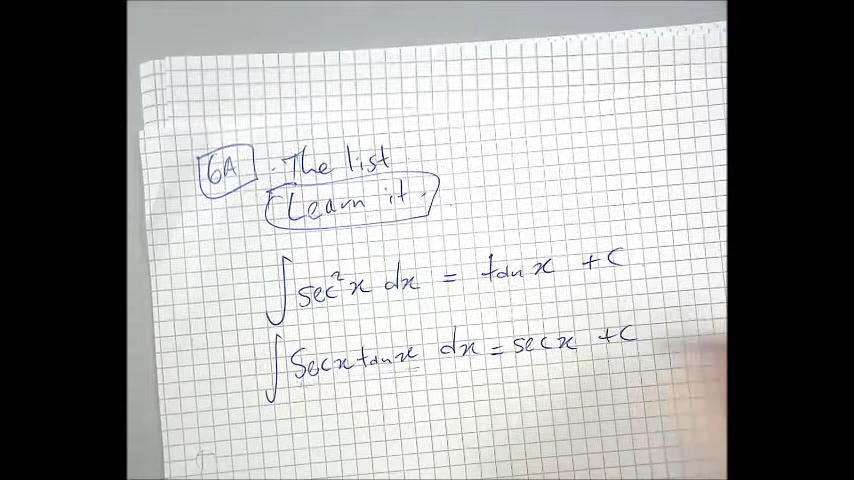 6A . The list
Learn it.
∫ sec²x dx = tan x + C
∫ Secx tanx dx = secx + C